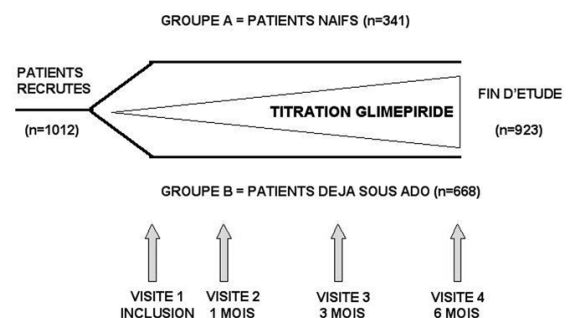 GROUPE A = PATIENTS NAIFS (n=341)
PATIENTS
RECRUTES
(n=1012)
TITRATION GLIMEPIRIDE
FIN D'ETUDE
(n=923)
GROUPE B = PATIENTS DEJA SOUS ADO (n=668)
VISITE 1
INCLUSION
VISITE 2
1 MOIS
VISITE 3
3 MOIS
VISITE 4
6 MOIS